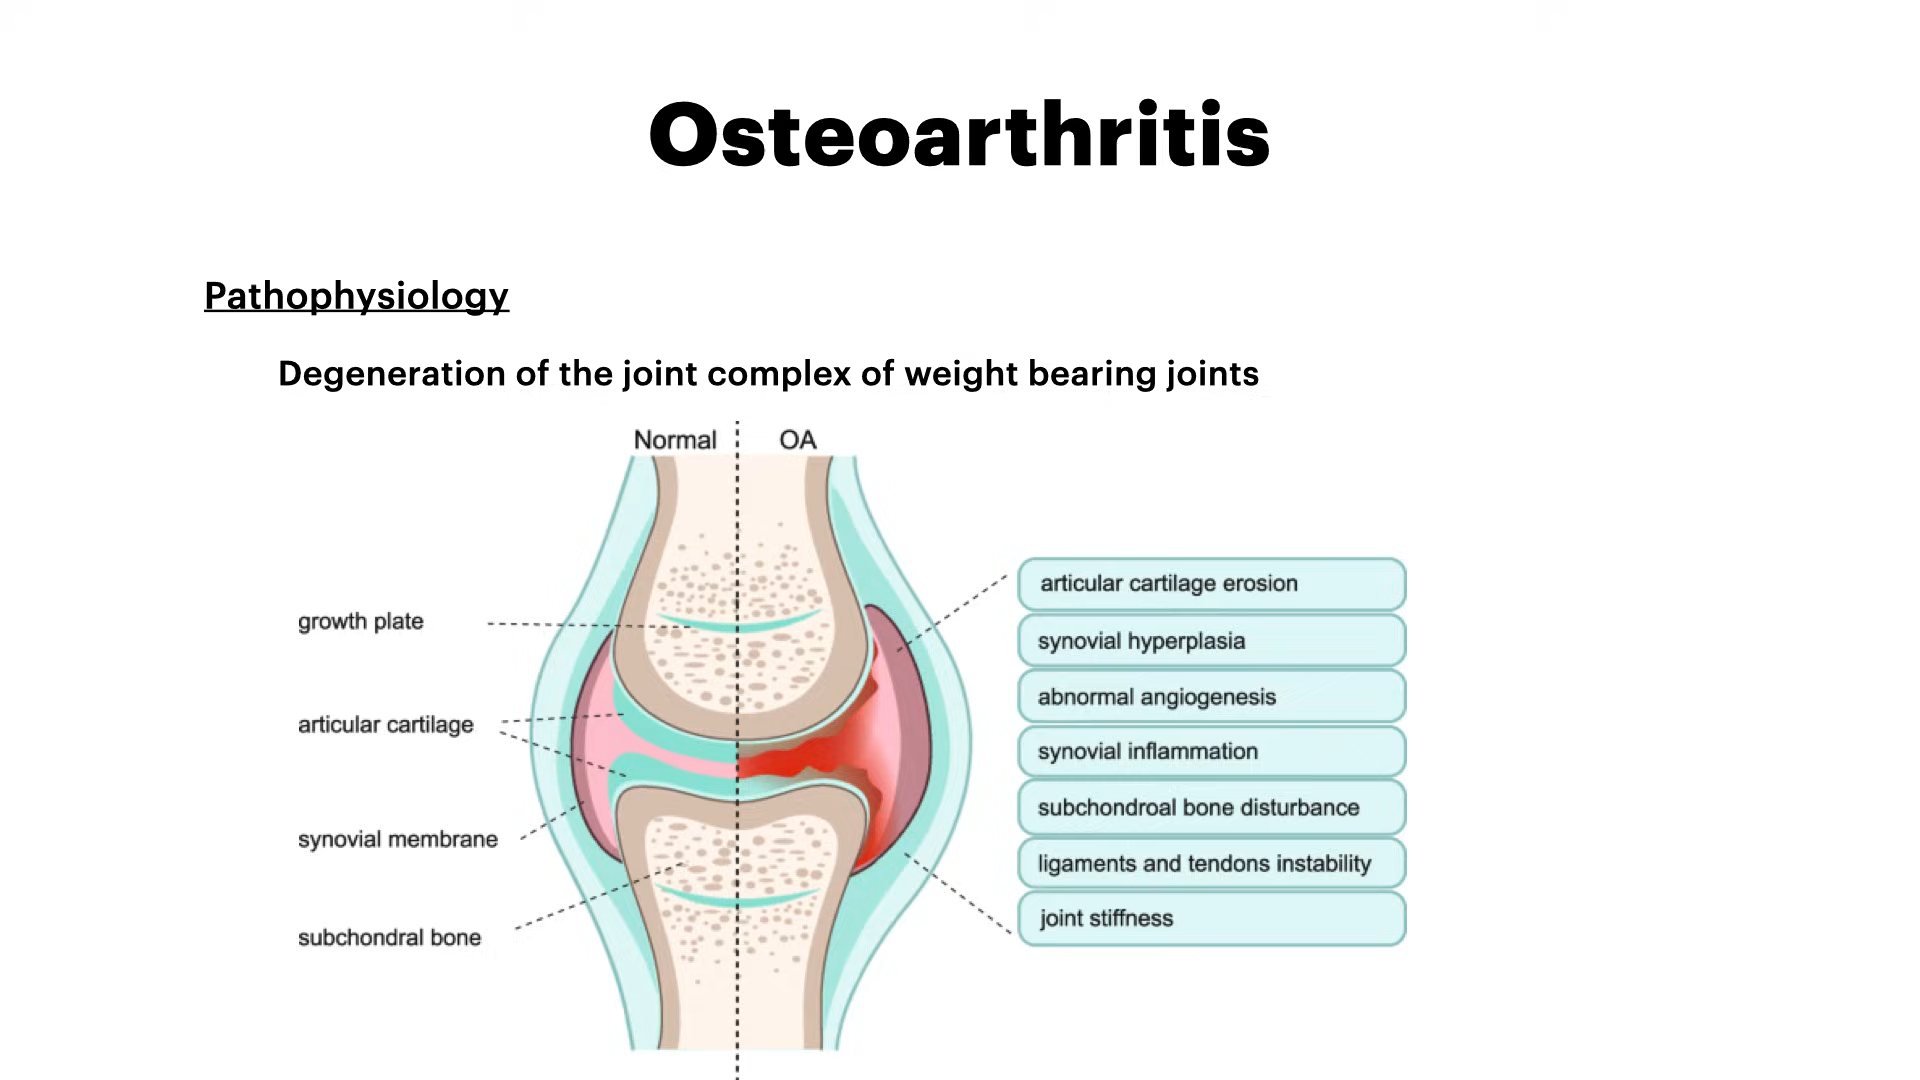 Osteoarthritis
Pathophysiology
Degeneration of the joint complex of weight bearing joints
Normal
OA
growth plate
articular cartilage
synovial membrane
subchondral bone
articular cartilage erosion
synovial hyperplasia
abnormal angiogenesis
synovial inflammation
subchondroal bone disturbance
ligaments and tendons instability
joint stiffness